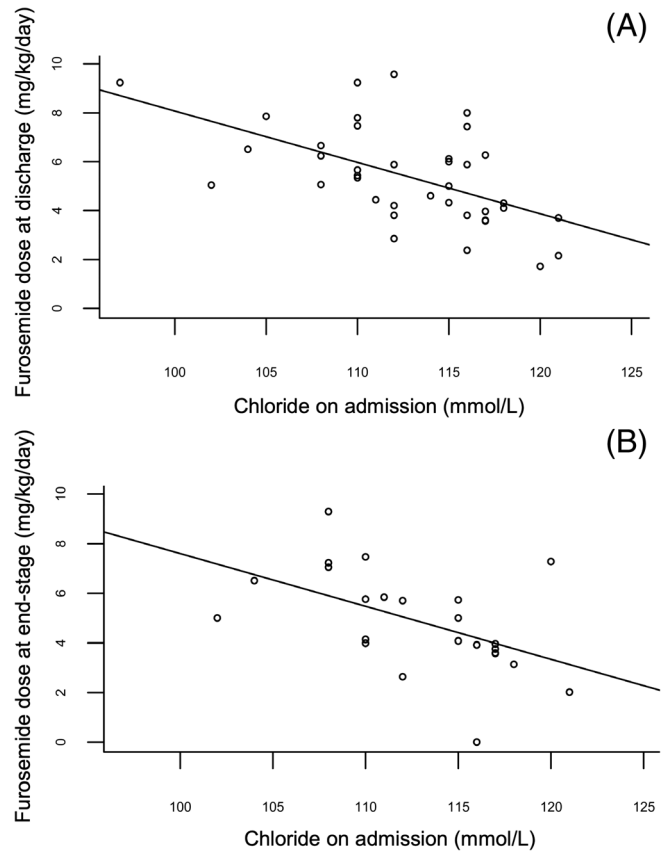 (A)
Furosemide dose at discharge (mg/kg/day)
10
8
6
4
2
0
100 105 110 115 120 125
Chloride on admission (mmol/L)
(B)
Furosemide dose at end-stage (mg/kg/day)
10
8
6
4
2
0
100 105 110 115 120 125
Chloride on admission (mmol/L)